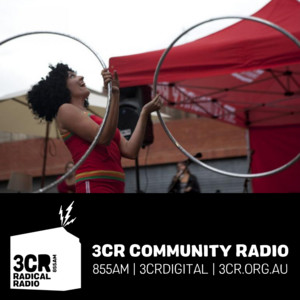 3CR COMMUNITY RADIO
855AM | 3CRDIGITAL | 3CR.ORG.AU
3CR
855AM
RADICAL
RADIO